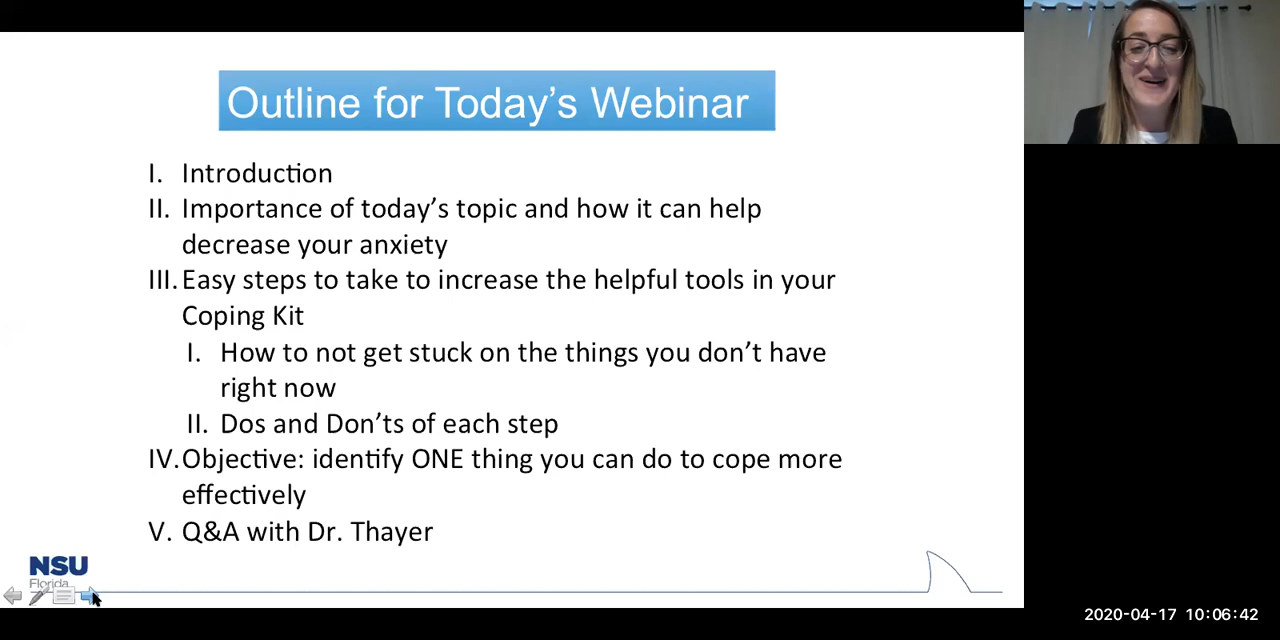 Outline for Today's Webinar
I. Introduction
II. Importance of today's topic and how it can help
decrease your anxiety
III. Easy steps to take to increase the helpful tools in your
Coping Kit
I. How to not get stuck on the things you don't have
right now
II. Dos and Don'ts of each step
IV. Objective: identify ONE thing you can do to cope more
effectively
V. Q&A with Dr. Thayer
NSU
Florida
2020-04-17 10:06:42